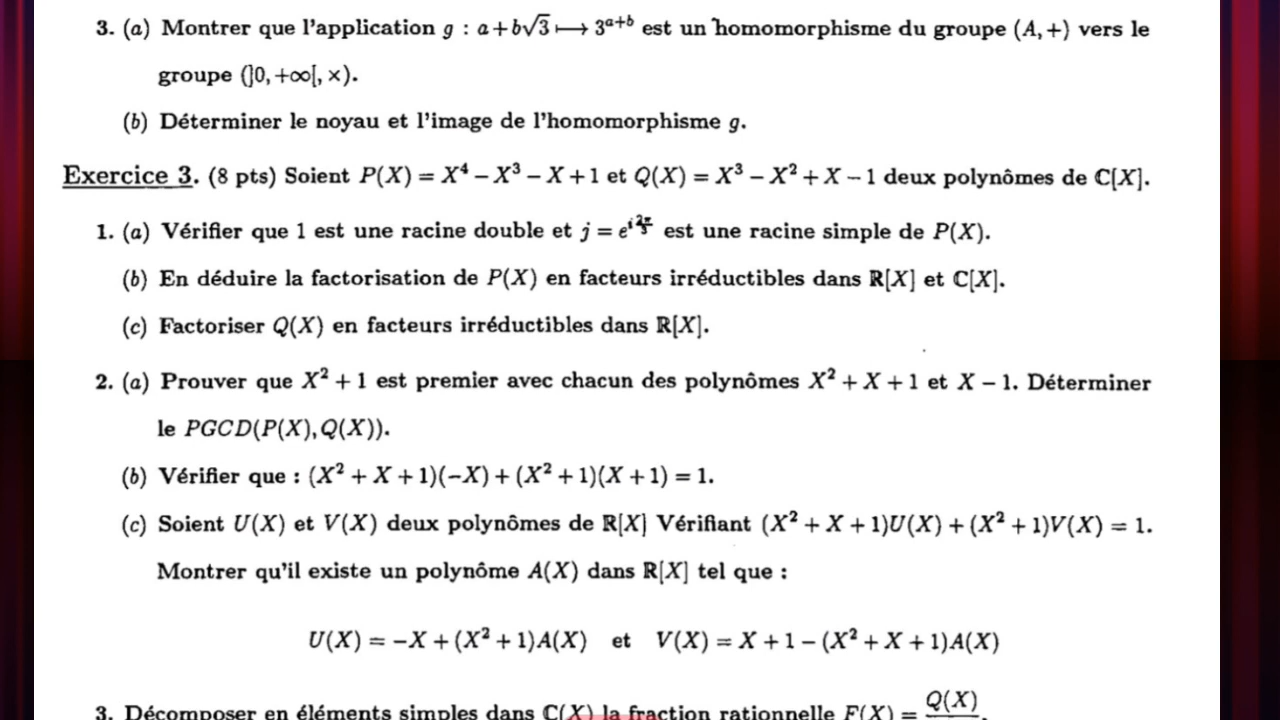 3. (a) Montrer que l'application g : a+b√3 ⟼ 3^{a+b} est un homomorphisme du groupe (A,+) vers le
groupe (]0,+∞[,×).
(b) Déterminer le noyau et l'image de l'homomorphisme g.
Exercice 3. (8 pts) Soient P(X) = X⁴ − X³ − X + 1 et Q(X) = X³ − X² + X − 1 deux polynômes de ℂ[X].
1. (a) Vérifier que 1 est une racine double et j = e^{i2π/3} est une racine simple de P(X).
(b) En déduire la factorisation de P(X) en facteurs irréductibles dans ℝ[X] et ℂ[X].
(c) Factoriser Q(X) en facteurs irréductibles dans ℝ[X].
2. (a) Prouver que X² + 1 est premier avec chacun des polynômes X² + X + 1 et X − 1. Déterminer
le PGCD(P(X),Q(X)).
(b) Vérifier que : (X² + X + 1)(−X) + (X² + 1)(X + 1) = 1.
(c) Soient U(X) et V(X) deux polynômes de ℝ[X] Vérifiant (X² + X + 1)U(X) + (X² + 1)V(X) = 1.
Montrer qu'il existe un polynôme A(X) dans ℝ[X] tel que :
U(X) = −X + (X² + 1)A(X) et V(X) = X + 1 − (X² + X + 1)A(X)
3. Décomposer en éléments simples dans ℂ(X) la fraction rationnelle F(X) = Q(X)